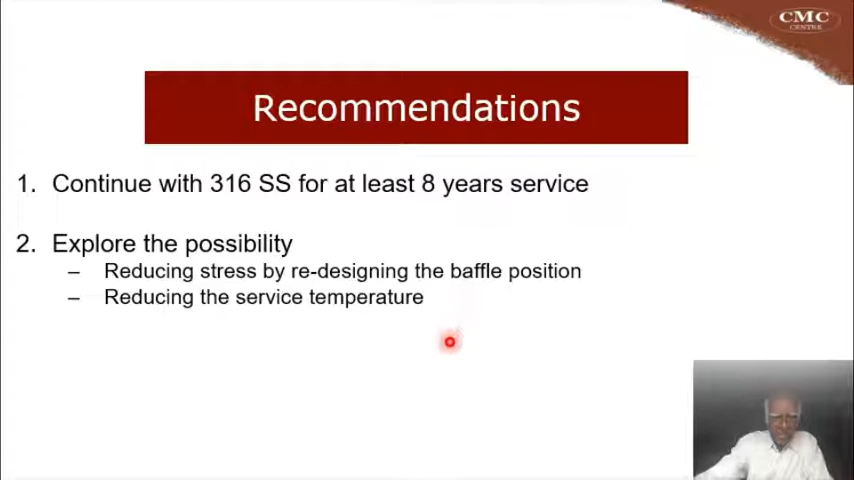 CMC
CENTRE
Recommendations
1. Continue with 316 SS for at least 8 years service
2. Explore the possibility
– Reducing stress by re-designing the baffle position
– Reducing the service temperature